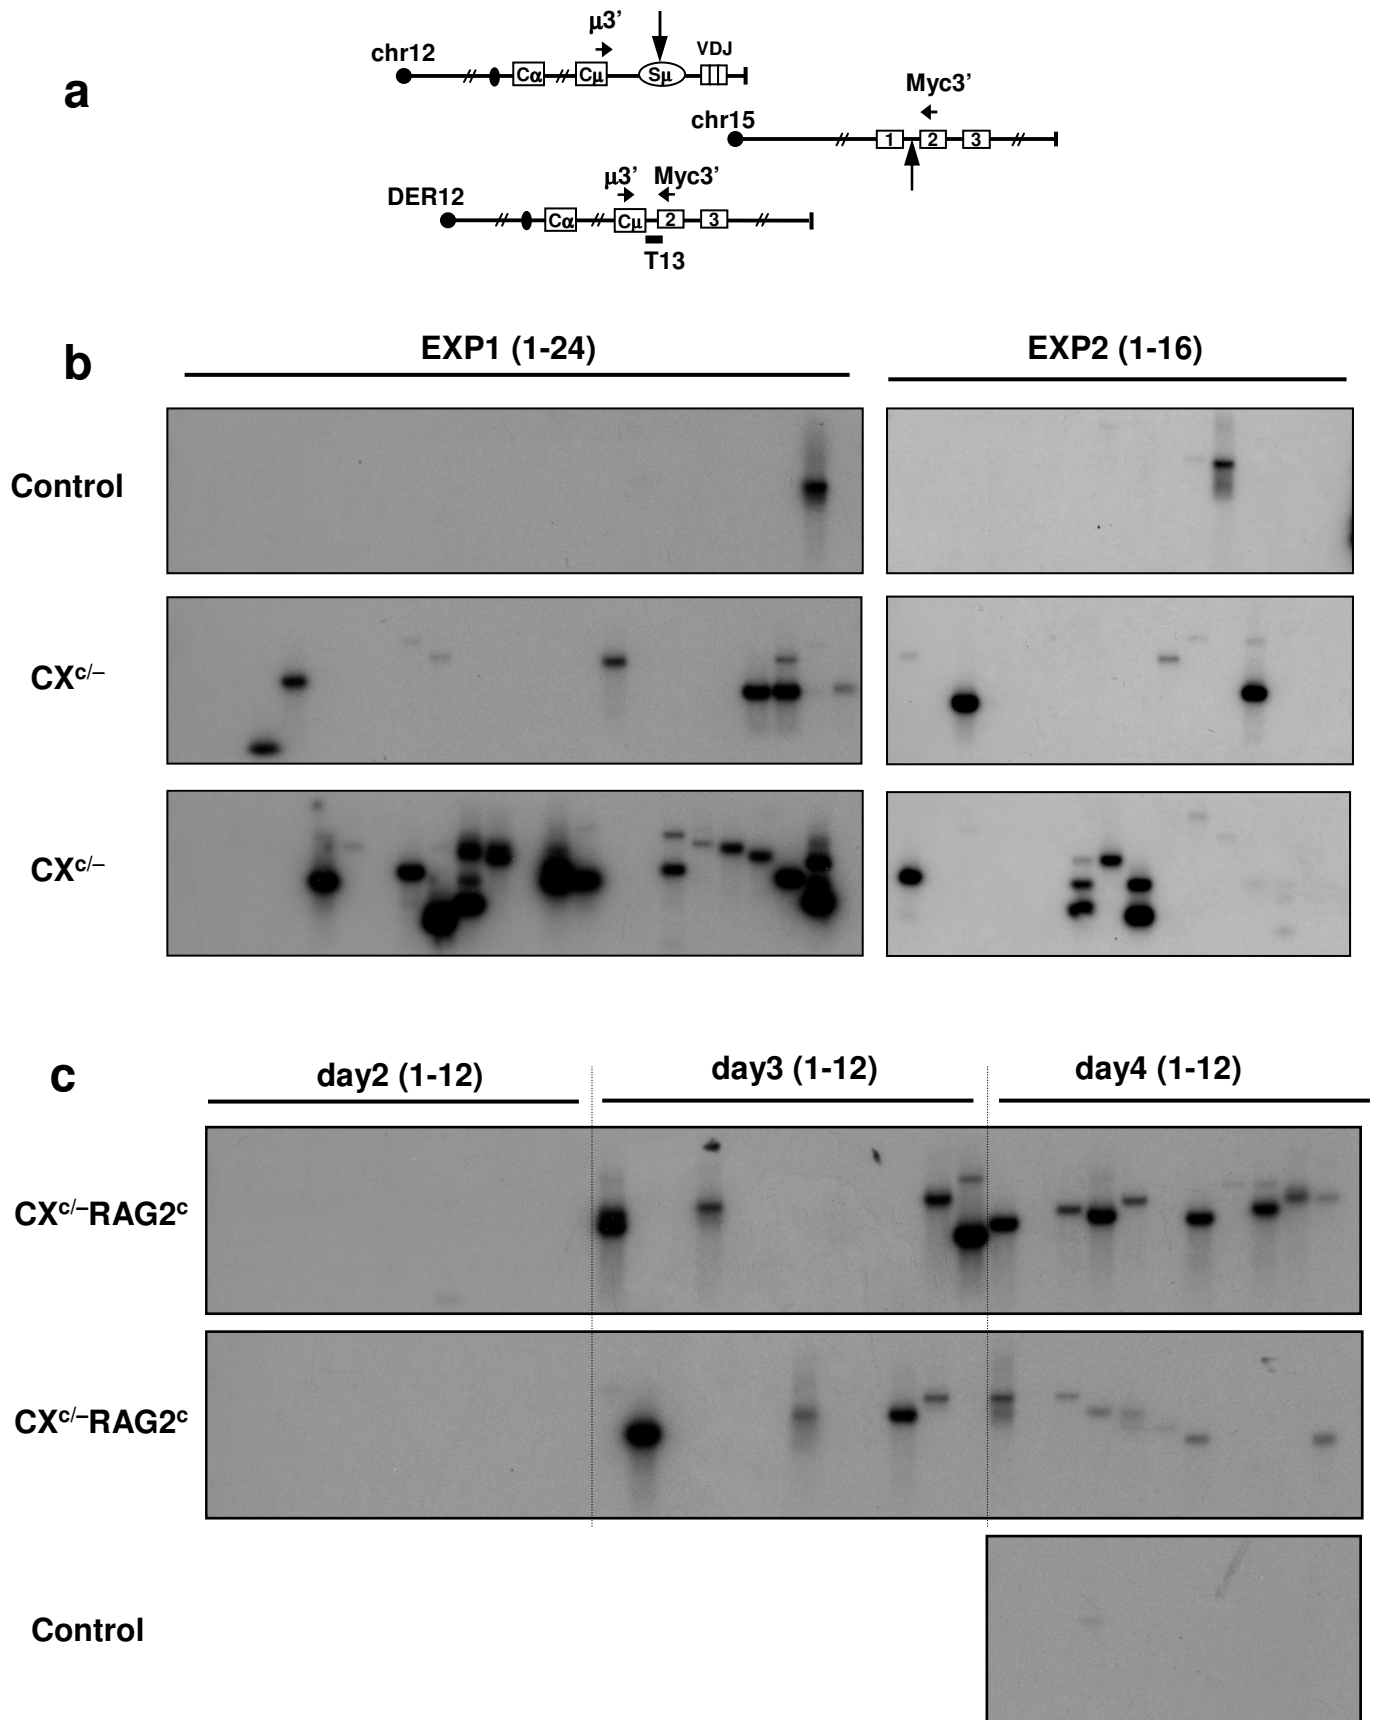 a
μ3’
chr12
Cα
Cμ
Sμ
VDJ
Myc3’
chr15
1
2
3
μ3’
Myc3’
DER12
Cα
Cμ
2
3
T13
b
EXP1 (1-24)
EXP2 (1-16)
Control
CXc/–
CXc/–
c
day2 (1-12)
day3 (1-12)
day4 (1-12)
CXc/–RAG2c
CXc/–RAG2c
Control